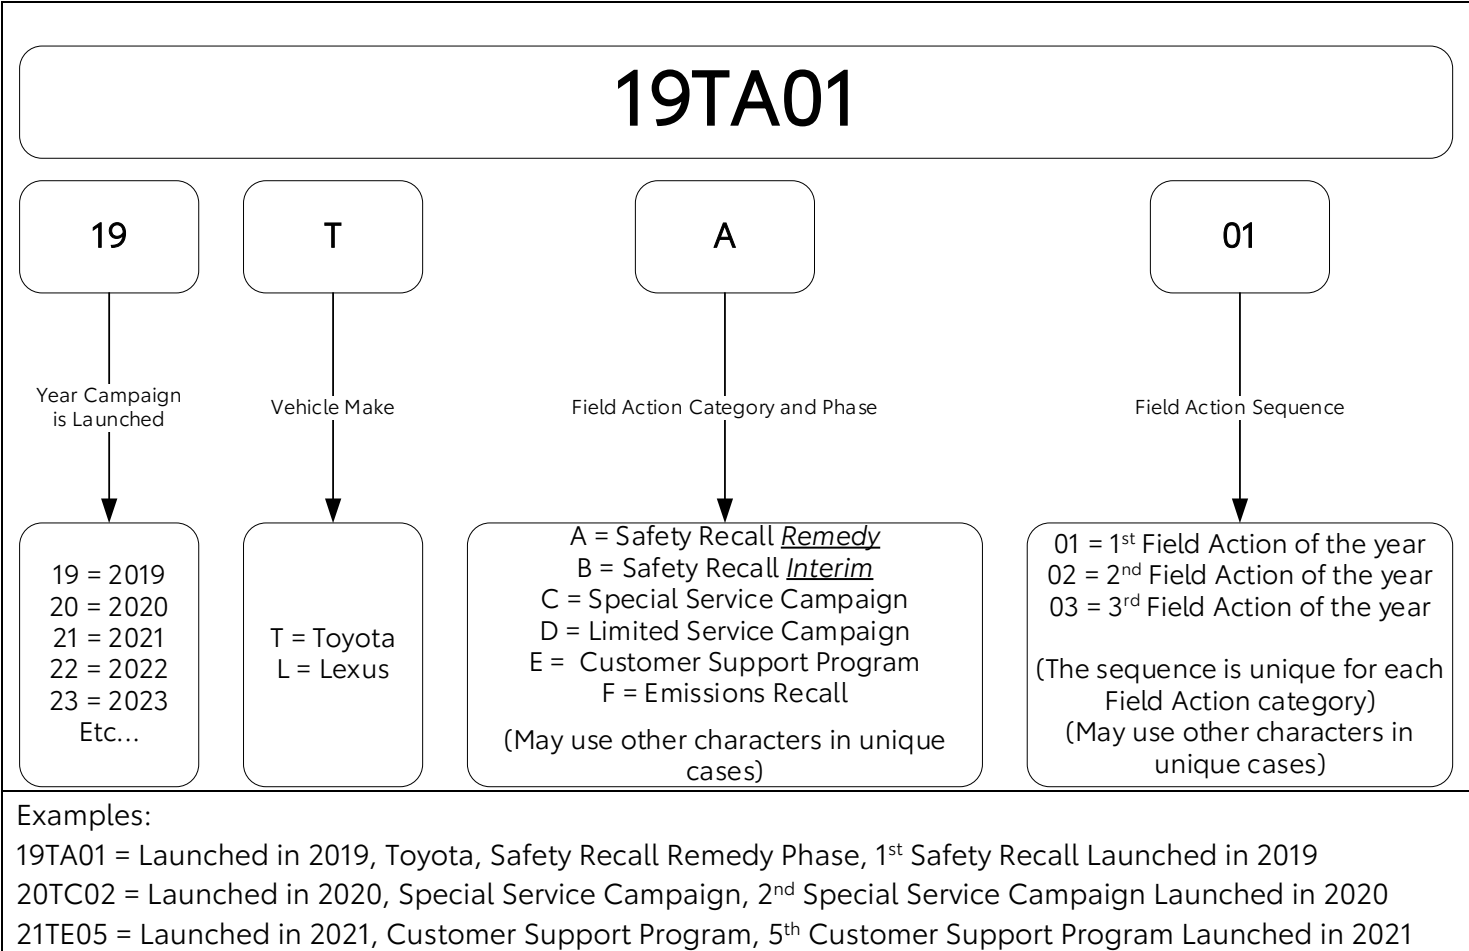 19TA01
19
T
A
01
Year Campaign
is Launched
Vehicle Make
Field Action Category and Phase
Field Action Sequence
19 = 2019
20 = 2020
21 = 2021
22 = 2022
23 = 2023
Etc...
T = Toyota
L = Lexus
A = Safety Recall Remedy
B = Safety Recall Interim
C = Special Service Campaign
D = Limited Service Campaign
E =  Customer Support Program
F = Emissions Recall
(May use other characters in unique
cases)
01 = 1st Field Action of the year
02 = 2nd Field Action of the year
03 = 3rd Field Action of the year
(The sequence is unique for each
Field Action category)
(May use other characters in
unique cases)
Examples:
19TA01 = Launched in 2019, Toyota, Safety Recall Remedy Phase, 1st Safety Recall Launched in 2019
20TC02 = Launched in 2020, Special Service Campaign, 2nd Special Service Campaign Launched in 2020
21TE05 = Launched in 2021, Customer Support Program, 5th Customer Support Program Launched in 2021